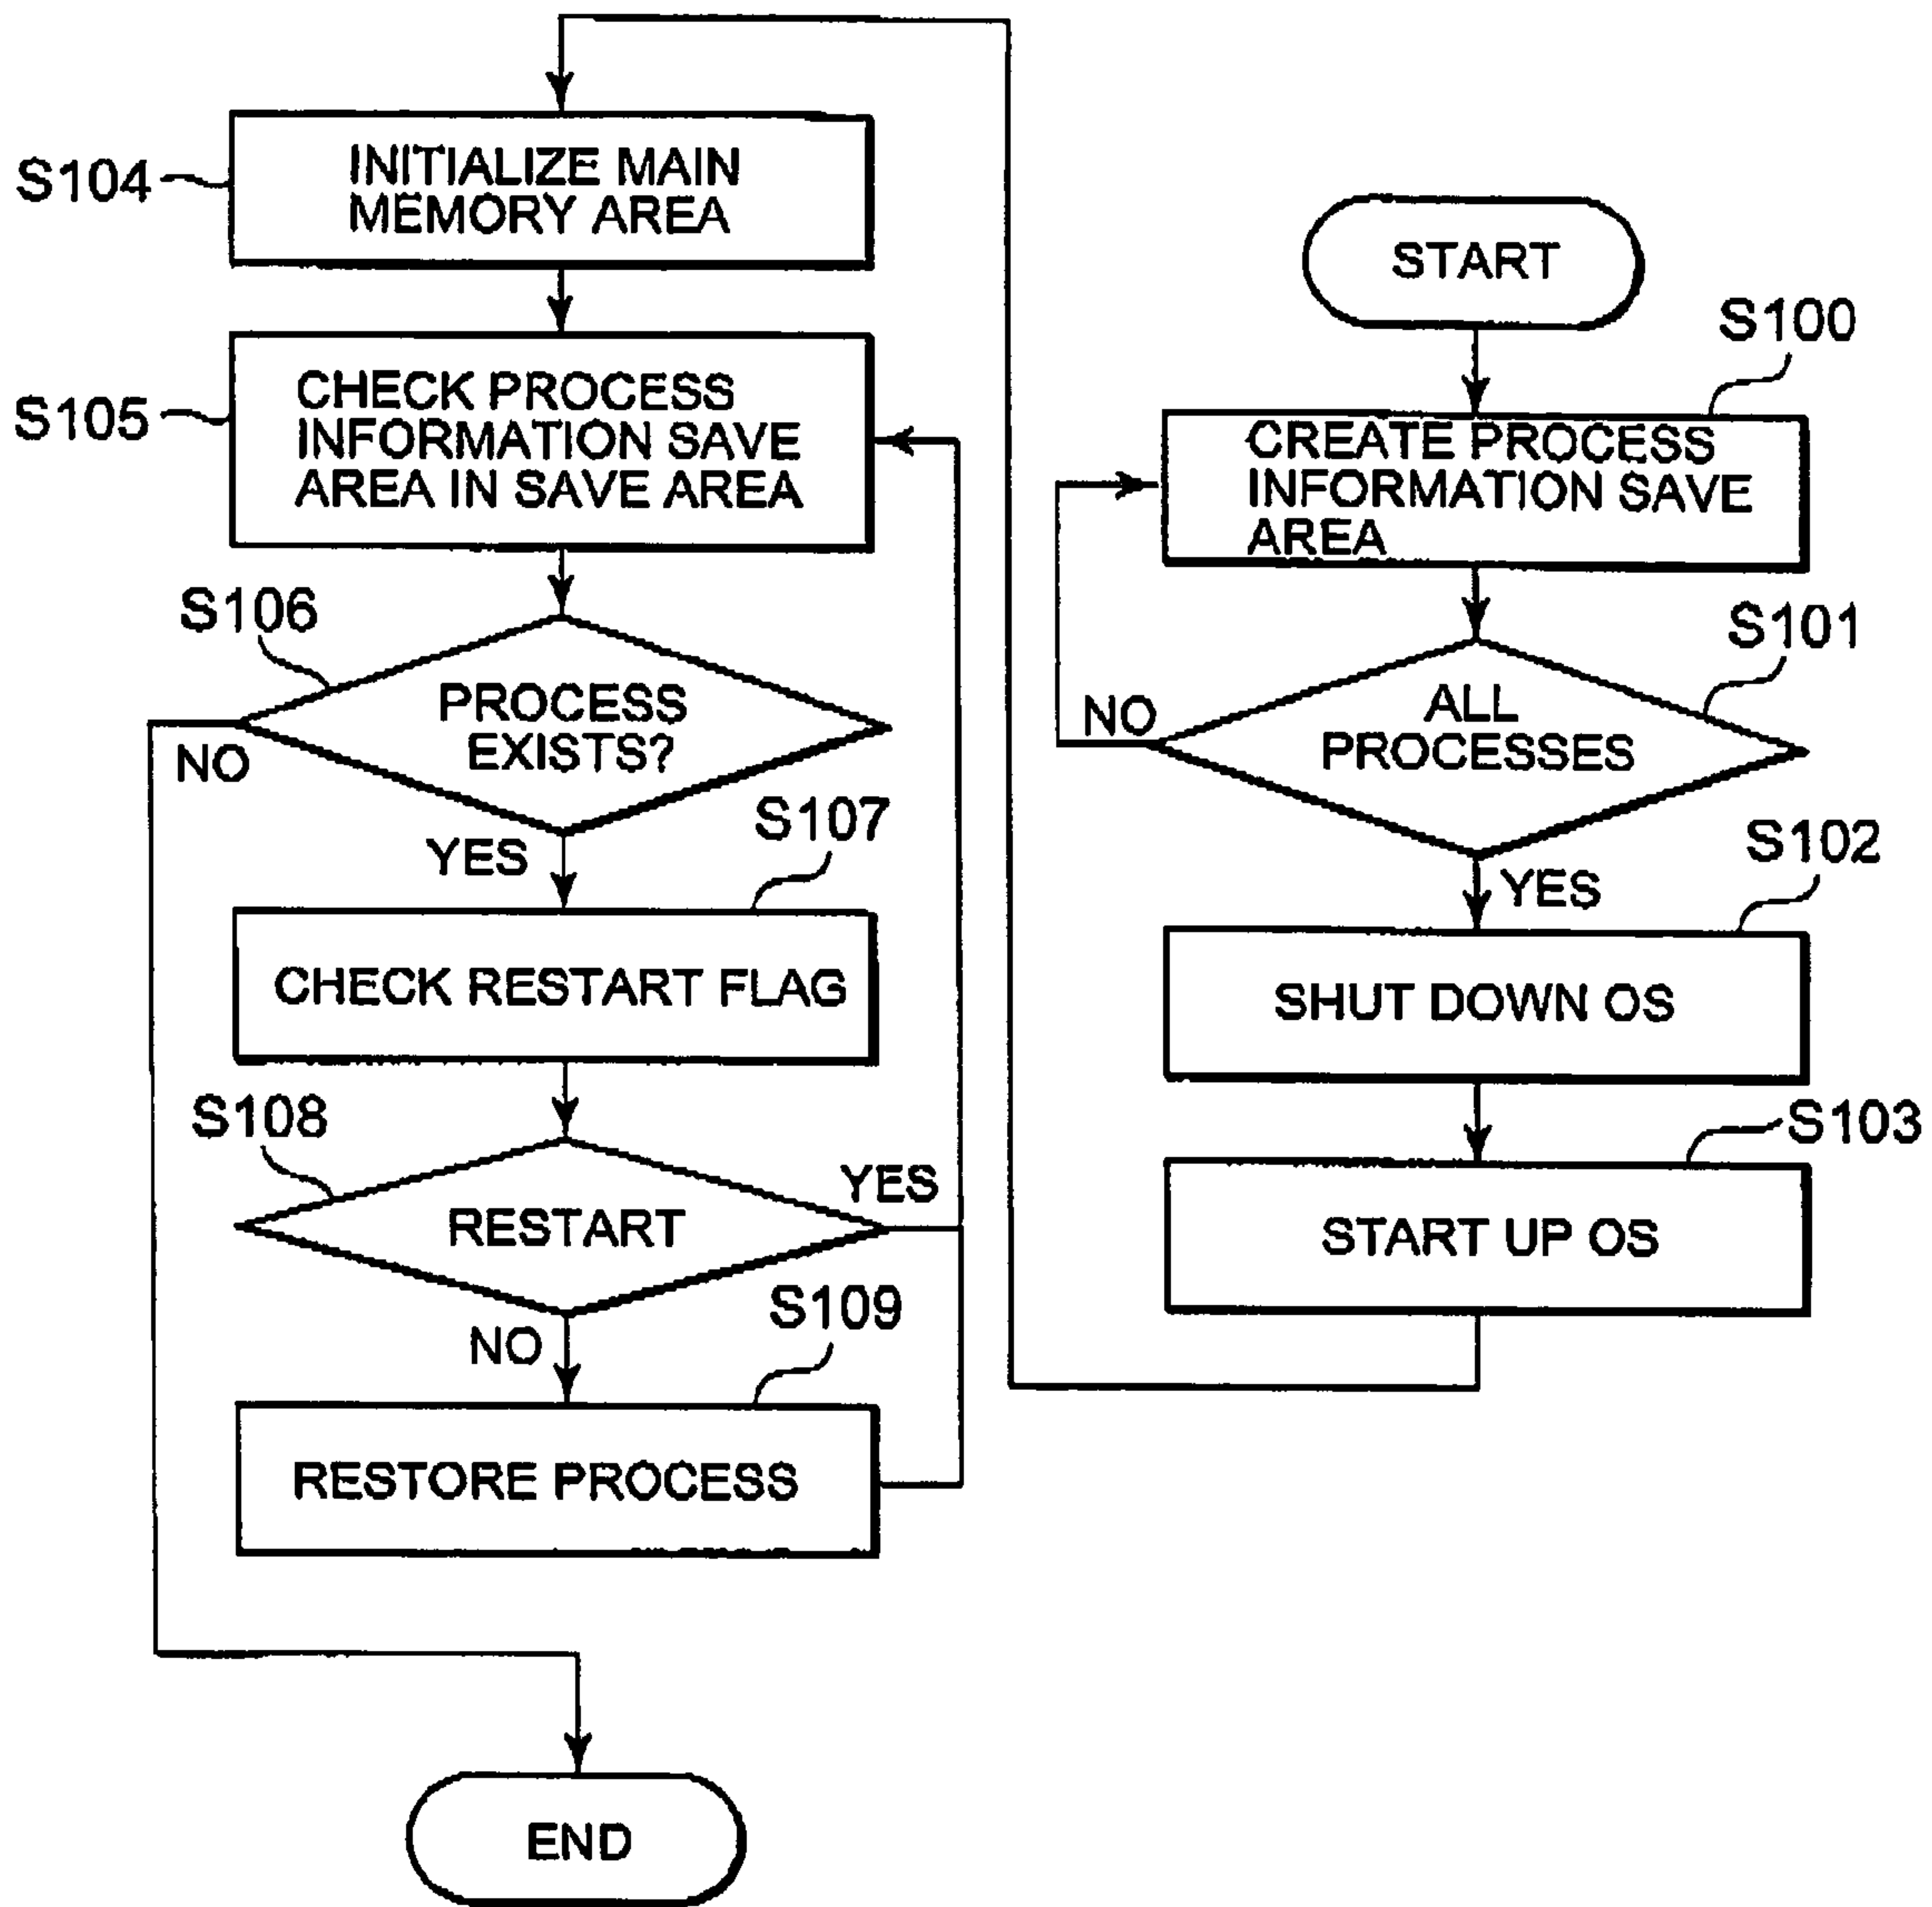 START
S100
CREATE PROCESS
INFORMATION SAVE
AREA
S101
ALL
PROCESSES
NO
YES
S102
SHUT DOWN OS
S103
START UP OS
S104
INITIALIZE MAIN
MEMORY AREA
S105
CHECK PROCESS
INFORMATION SAVE
AREA IN SAVE AREA
S106
PROCESS
EXISTS?
NO
YES
S107
CHECK RESTART FLAG
S108
RESTART
YES
NO
S109
RESTORE PROCESS
END